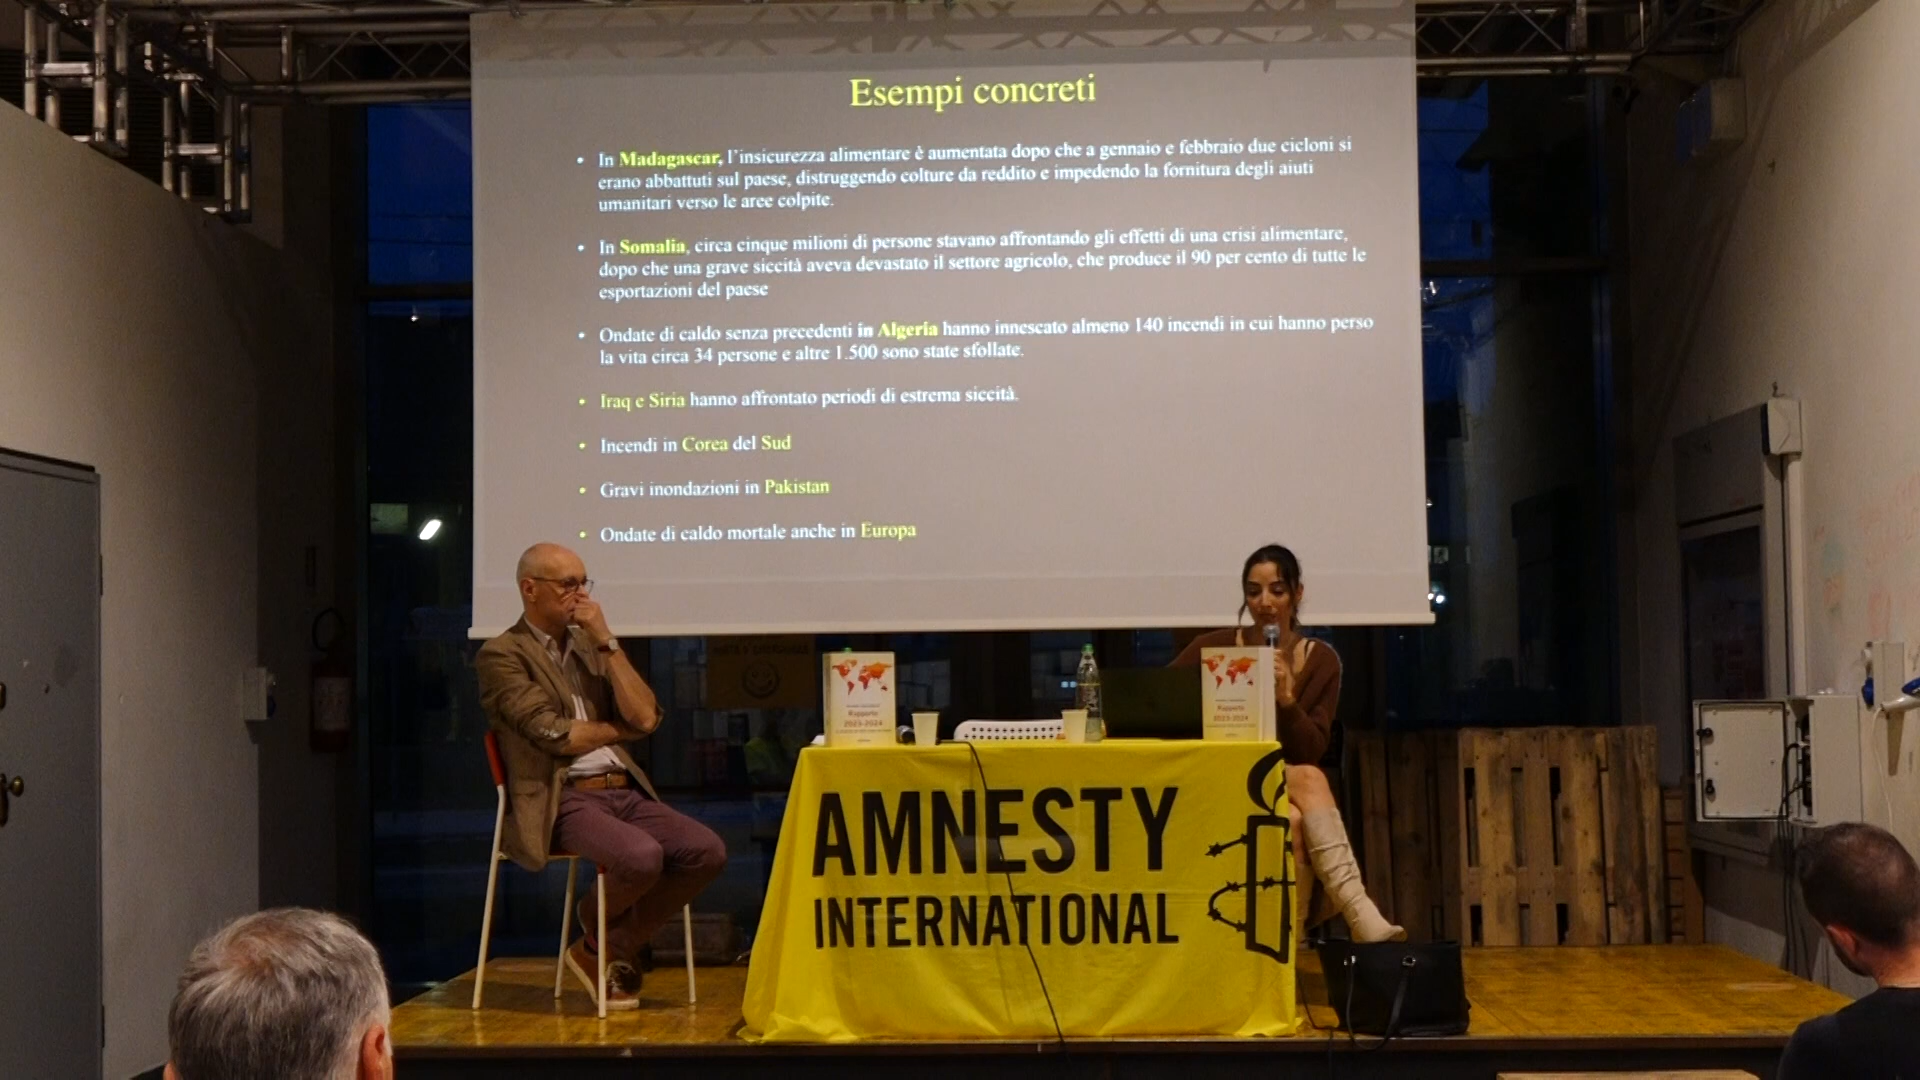 Esempi concreti
• In Madagascar, l'insicurezza alimentare è aumentata dopo che a gennaio e febbraio due cicloni si
erano abbattuti sul paese, distruggendo colture da reddito e impedendo la fornitura degli aiuti
umanitari verso le aree colpite.
• In Somalia, circa cinque milioni di persone stavano affrontando gli effetti di una crisi alimentare,
dopo che una grave siccità aveva devastato il settore agricolo, che produce il 90 per cento di tutte le
esportazioni del paese
• Ondate di caldo senza precedenti in Algeria hanno innescato almeno 140 incendi in cui hanno perso
la vita circa 34 persone e altre 1.500 sono state sfollate.
• Iraq e Siria hanno affrontato periodi di estrema siccità.
• Incendi in Corea del Sud
• Gravi inondazioni in Pakistan
• Ondate di caldo mortale anche in Europa
Rapporto
2023-2024
Rapporto
2023-2024
AMNESTY
INTERNATIONAL